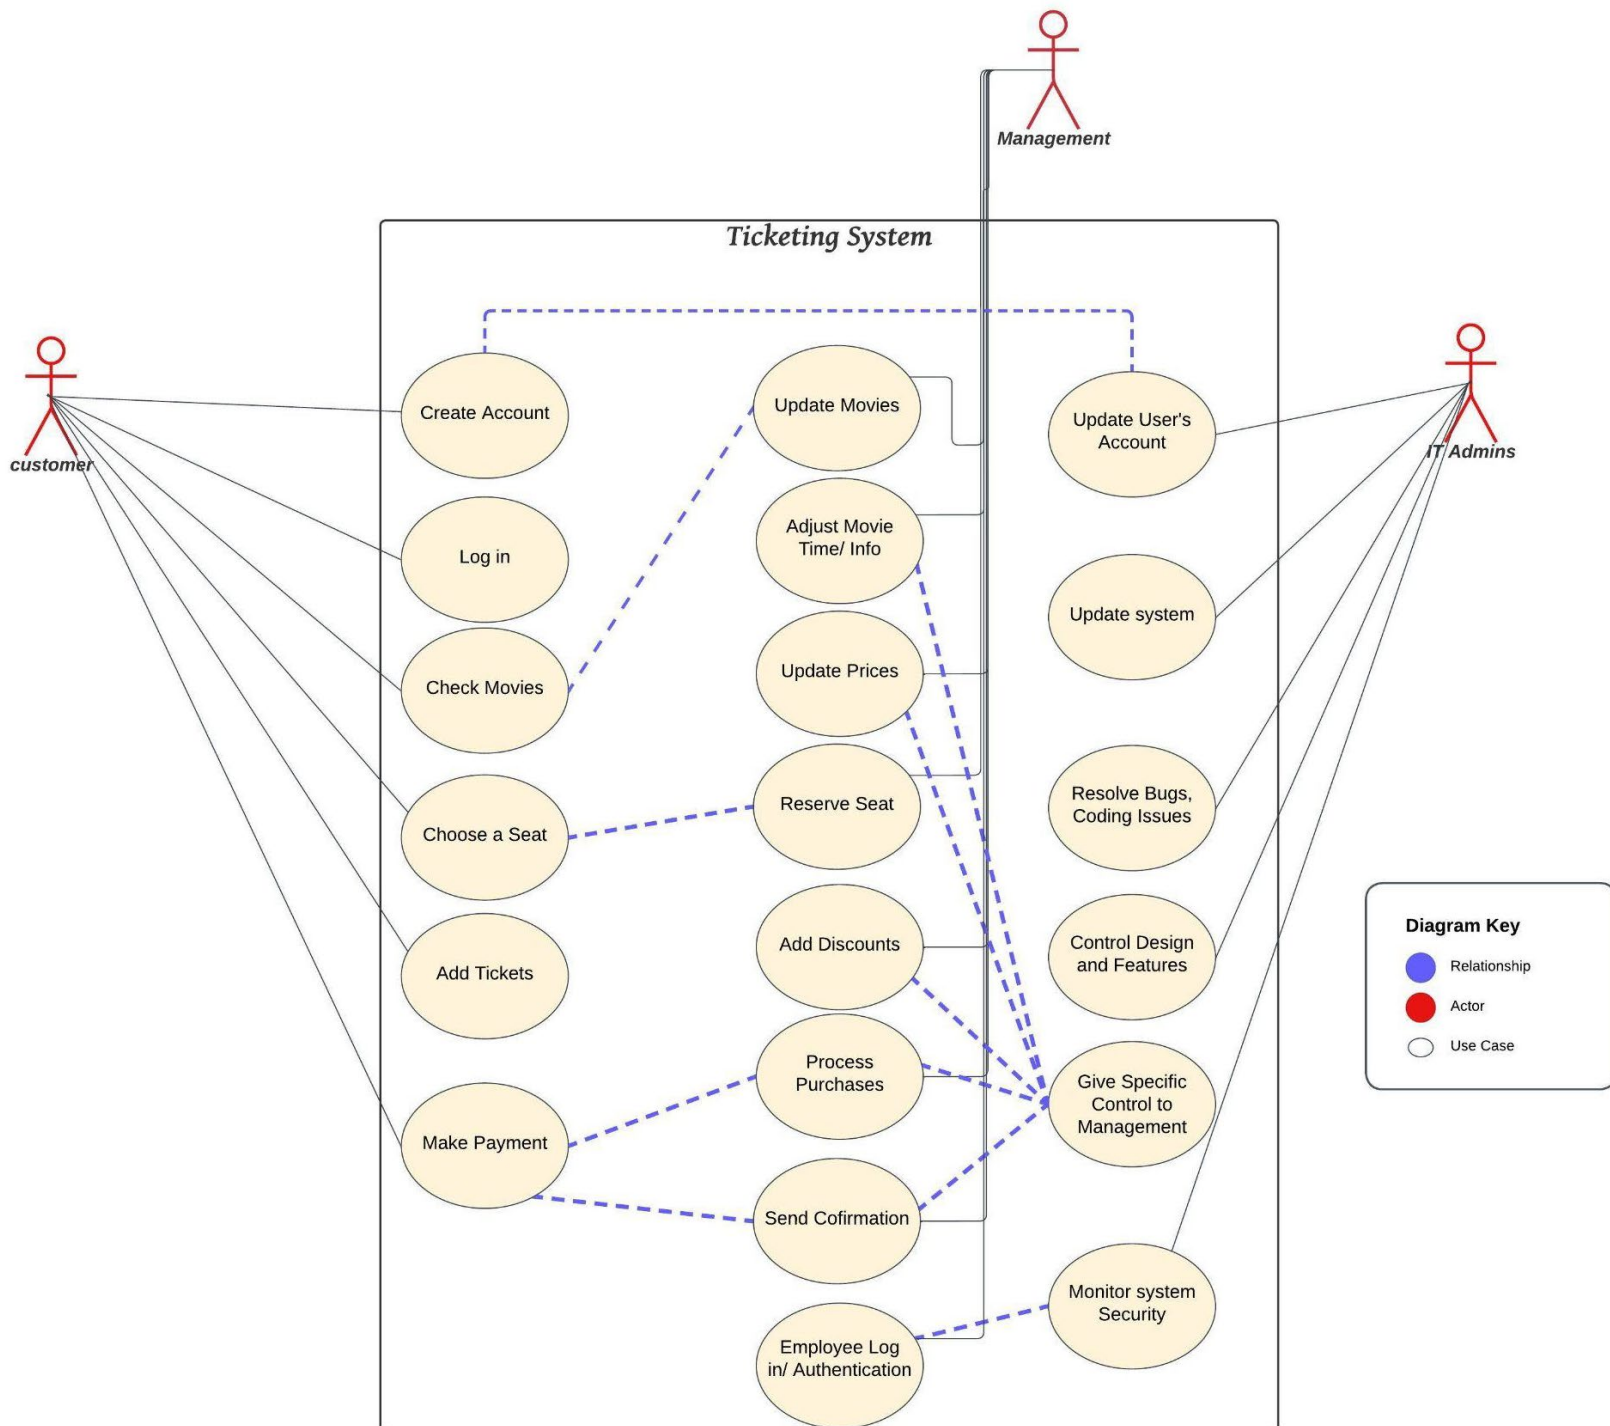 Management
Ticketing System
customer
IT Admins
Create Account
Log in
Check Movies
Choose a Seat
Add Tickets
Make Payment
Update Movies
Adjust Movie
Time/ Info
Update Prices
Reserve Seat
Add Discounts
Process
Purchases
Send Cofirmation
Employee Log
in/ Authentication
Update User's
Account
Update system
Resolve Bugs,
Coding Issues
Control Design
and Features
Give Specific
Control to
Management
Monitor system
Security
Diagram Key
Relationship
Actor
Use Case